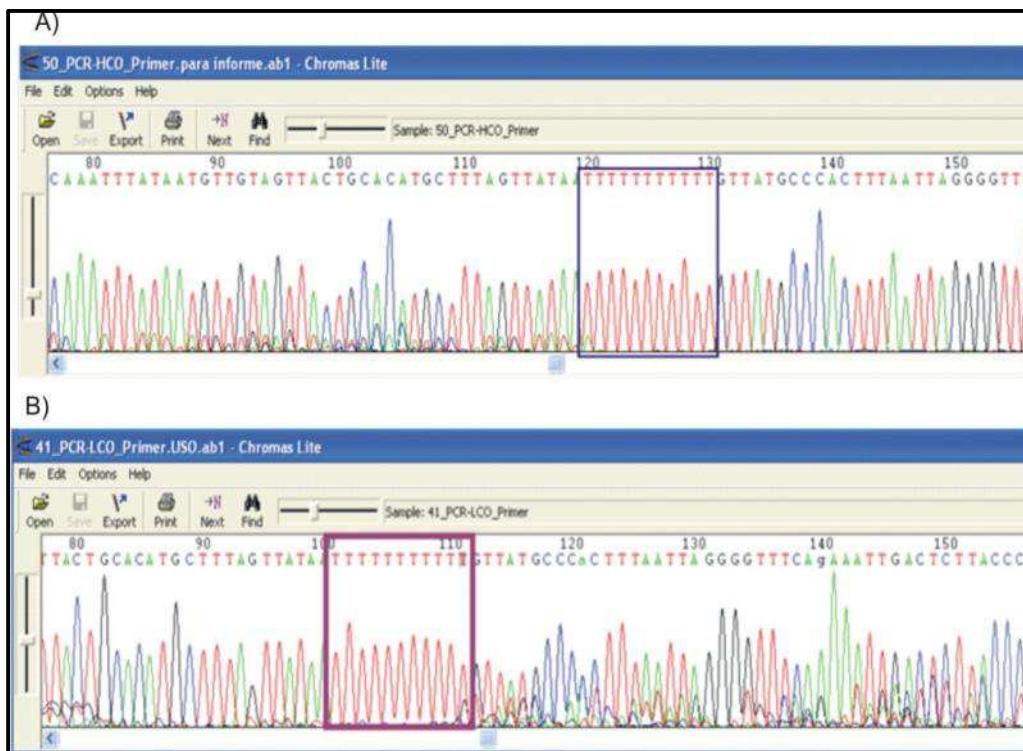 A)
50_PCR-HCO_Primer.para informe.ab1 - Chromas Lite
File Edit Options Help
Open Save Export Print Next Find Sample: 50_PCR-HCO_Primer
80 90 100 110 120 130 140 150
CAAATTTATAATGTTGTAGTTACTGCACATGCTTTAGTTATAATTTTTTTTTTTGTTATGCCCACTTTAATTAGGGGTT
B)
41_PCR-LCO_Primer.USO.ab1 - Chromas Lite
File Edit Options Help
Open Save Export Print Next Find Sample: 41_PCR-LCO_Primer
80 90 100 110 120 130 140 150
TTACTGCACATGCTTTAGTTATAATTTTTTTTTTTGTTATGCCCaCTTTAATTAGGGGTTTCAgAAATTGACTCTTACCC